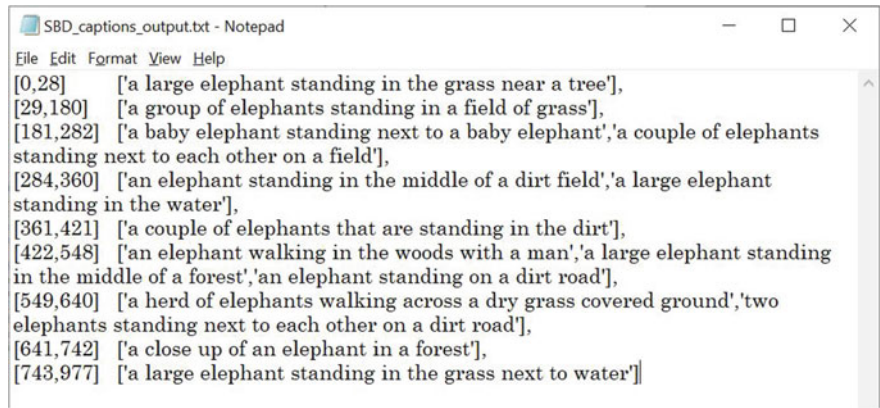 SBD_captions_output.txt - Notepad
File Edit Format View Help
[0,28] ['a large elephant standing in the grass near a tree'],
[29,180] ['a group of elephants standing in a field of grass'],
[181,282] ['a baby elephant standing next to a baby elephant','a couple of elephants
standing next to each other on a field'],
[284,360] ['an elephant standing in the middle of a dirt field','a large elephant
standing in the water'],
[361,421] ['a couple of elephants that are standing in the dirt'],
[422,548] ['an elephant walking in the woods with a man','a large elephant standing
in the middle of a forest','an elephant standing on a dirt road'],
[549,640] ['a herd of elephants walking across a dry grass covered ground','two
elephants standing next to each other on a dirt road'],
[641,742] ['a close up of an elephant in a forest'],
[743,977] ['a large elephant standing in the grass next to water']